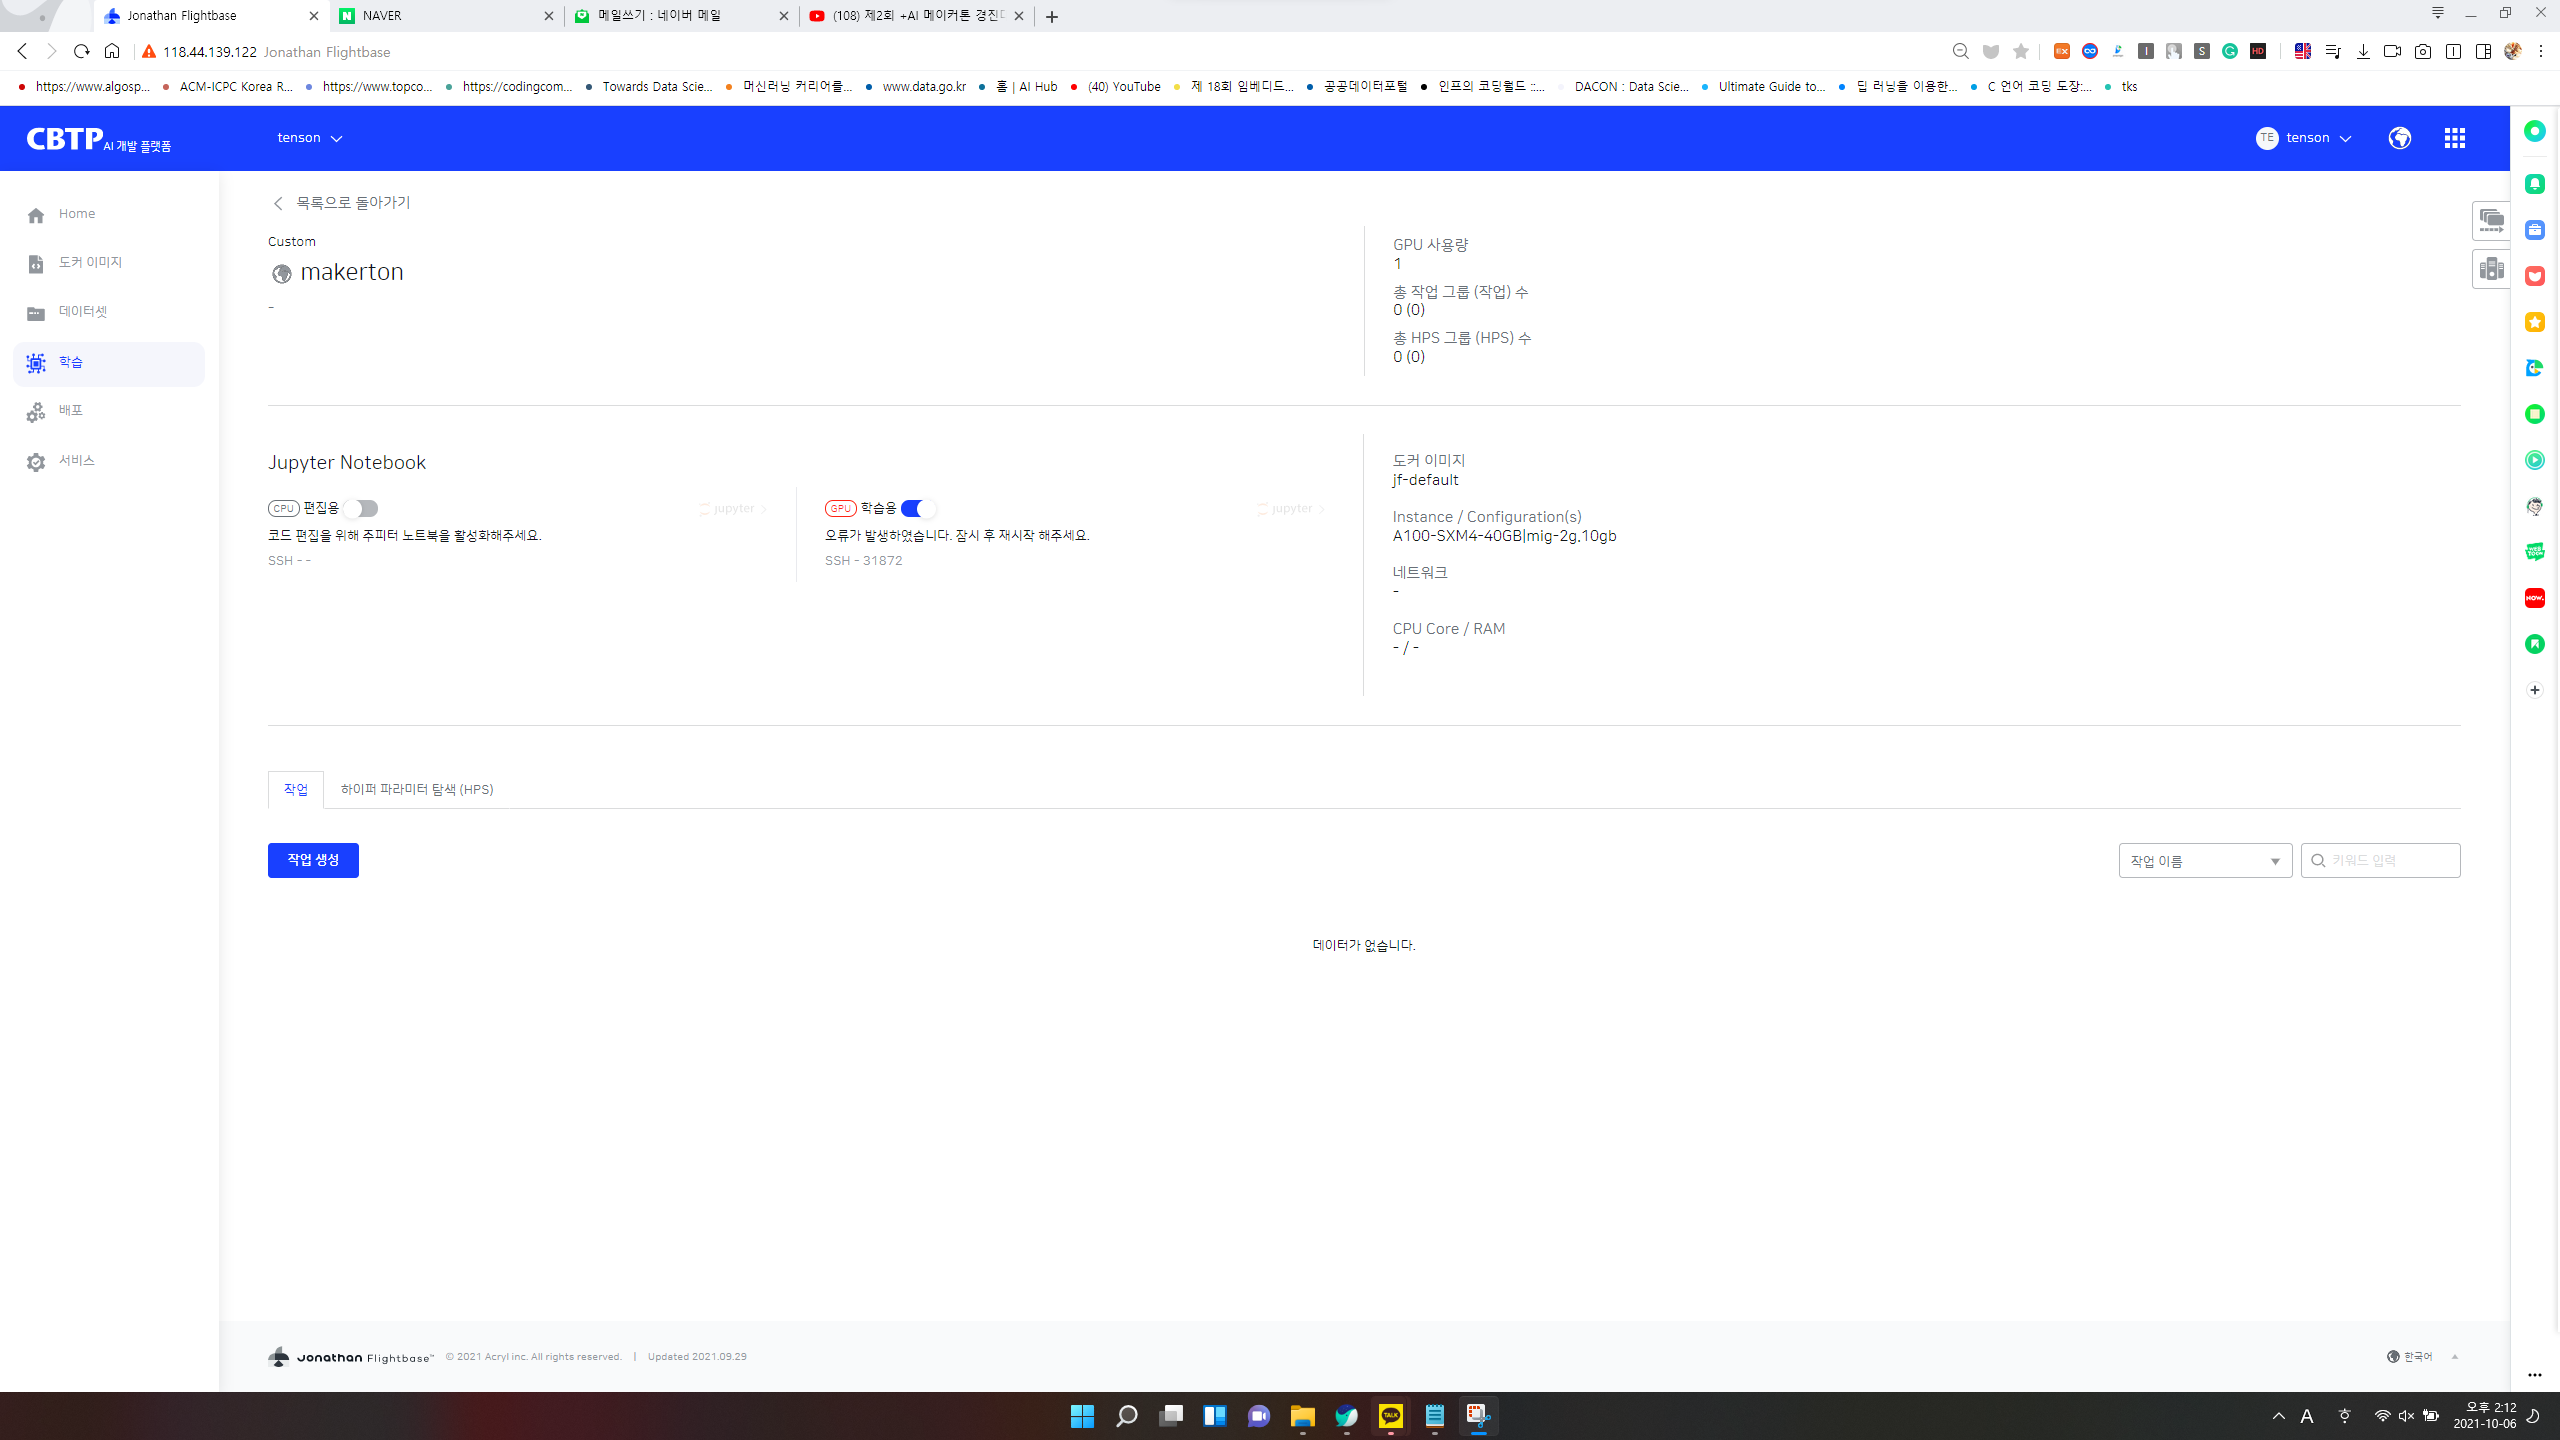 Jonathan Flightbase
NAVER
메일쓰기 : 네이버 메일
(108) 제2회 +AI 메이커톤 경진대
118.44.139.122 Jonathan Flightbase
https://www.algosp...
ACM-ICPC Korea R...
https://www.topco...
https://codingcom...
Towards Data Scie...
머신러닝 커리어를...
www.data.go.kr
홈 | AI Hub
(40) YouTube
제 18회 임베디드...
공공데이터포털
인프의 코딩월드 ::...
DACON : Data Scie...
Ultimate Guide to...
딥 러닝을 이용한...
C 언어 코딩 도장:...
tks
CBTP AI 개발 플랫폼
tenson
TE tenson
Home
도커 이미지
데이터셋
학습
배포
서비스
목록으로 돌아가기
Custom
makerton
-
GPU 사용량
1
총 작업 그룹 (작업) 수
0 (0)
총 HPS 그룹 (HPS) 수
0 (0)
Jupyter Notebook
CPU 편집용
jupyter
코드 편집을 위해 주피터 노트북을 활성화해주세요.
SSH - -
GPU 학습용
jupyter
오류가 발생하였습니다. 잠시 후 재시작 해주세요.
SSH - 31872
도커 이미지
jf-default
Instance / Configuration(s)
A100-SXM4-40GB|mig-2g.10gb
네트워크
-
CPU Core / RAM
- / -
작업
하이퍼 파라미터 탐색 (HPS)
작업 생성
작업 이름
키워드 입력
데이터가 없습니다.
Jonathan Flightbase™ © 2021 Acryl inc. All rights reserved. | Updated 2021.09.29
한국어
TALK
A
오후 2:12
2021-10-06